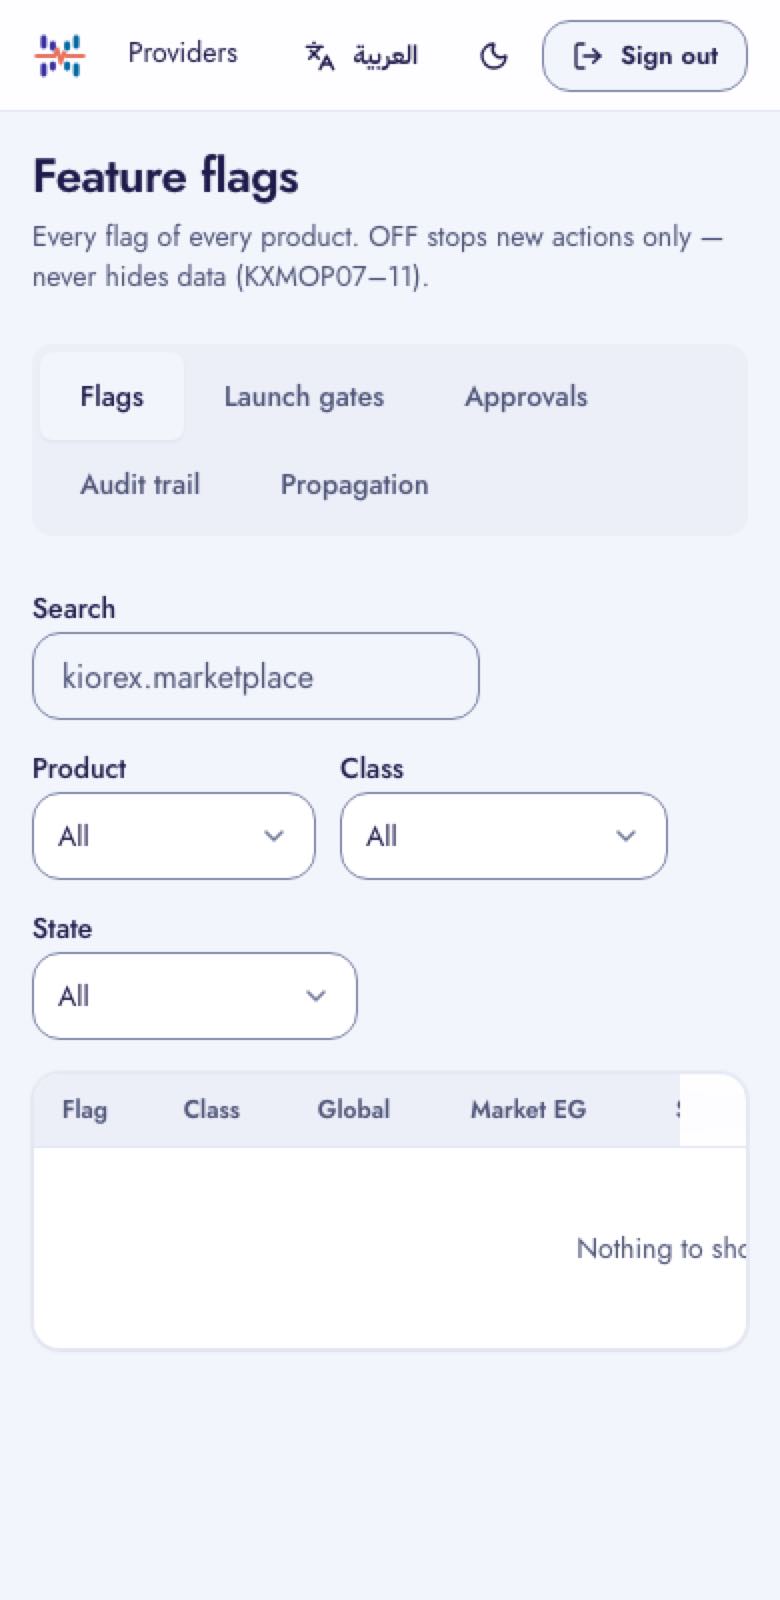 Providers العربية Sign out
Feature flags
Every flag of every product. OFF stops new actions only —
never hides data (KXMOP07–11).
Flags Launch gates Approvals
Audit trail Propagation
Search
kiorex.marketplace
Product Class
All All
State
All
Flag Class Global Market EG
Nothing to